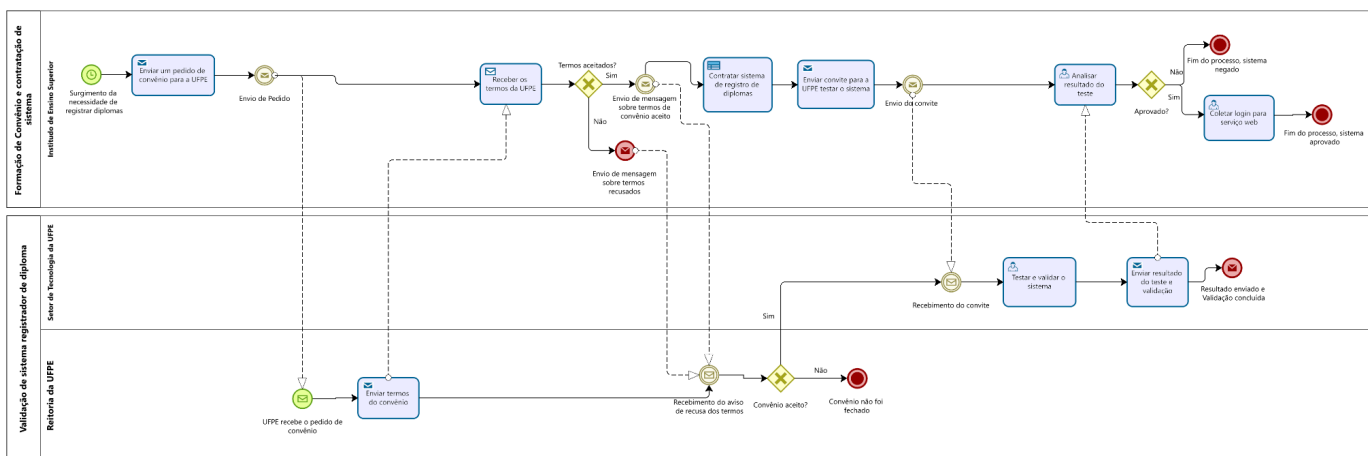 Formação de Convênio e contratação de
sistema
Institudo de Ensino Superior
Surgimento da
necessidade de
registrar diplomas
Enviar um pedido de
convênio para a UFPE
Envio de Pedido
Receber os
termos da UFPE
Termos aceitados?
Sim
Não
Envio de mensagem
sobre termos de
convênio aceito
Envio de mensagem
sobre termos
recusados
Contratar sistema
de registro de
diplomas
Enviar convite para a
UFPE testar o sistema
Envio do convite
Analisar
resultado do
teste
Aprovado?
Não
Sim
Fim do processo, sistema
negado
Coletar login para
serviço web
Fim do processo, sistema
aprovado
Validação de sistema registrador de diploma
Setor de Tecnologia da UFPE
Recebimento do convite
Testar e validar o
sistema
Enviar resultado
do teste e
validação
Resultado enviado e
Validação concluida
Reitoria da UFPE
UFPE recebe o pedido de
convênio
Enviar termos
do convênio
Recebimento do aviso
de recusa dos termos
Convênio aceito?
Sim
Não
Convênio não foi
fechado